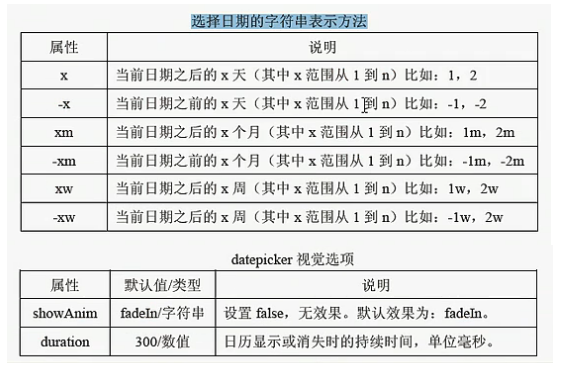 选择日期的字符串表示方法
属性 说明
x 当前日期之后的 x 天（其中 x 范围从 1 到 n）比如：1，2
-x 当前日期之前的 x 天（其中 x 范围从 1 到 n）比如：-1，-2
xm 当前日期之后的 x 个月（其中 x 范围从 1 到 n）比如：1m，2m
-xm 当前日期之前的 x 个月（其中 x 范围从 1 到 n）比如：-1m，-2m
xw 当前日期之后的 x 周（其中 x 范围从 1 到 n）比如：1w，2w
-xw 当前日期之后的 x 周（其中 x 范围从 1 到 n）比如：-1w，2w
datepicker 视觉选项
属性 默认值/类型 说明
showAnim fadeIn/字符串 设置 false，无效果。默认效果为：fadeIn。
duration 300/数值 日历显示或消失时的持续时间，单位毫秒。